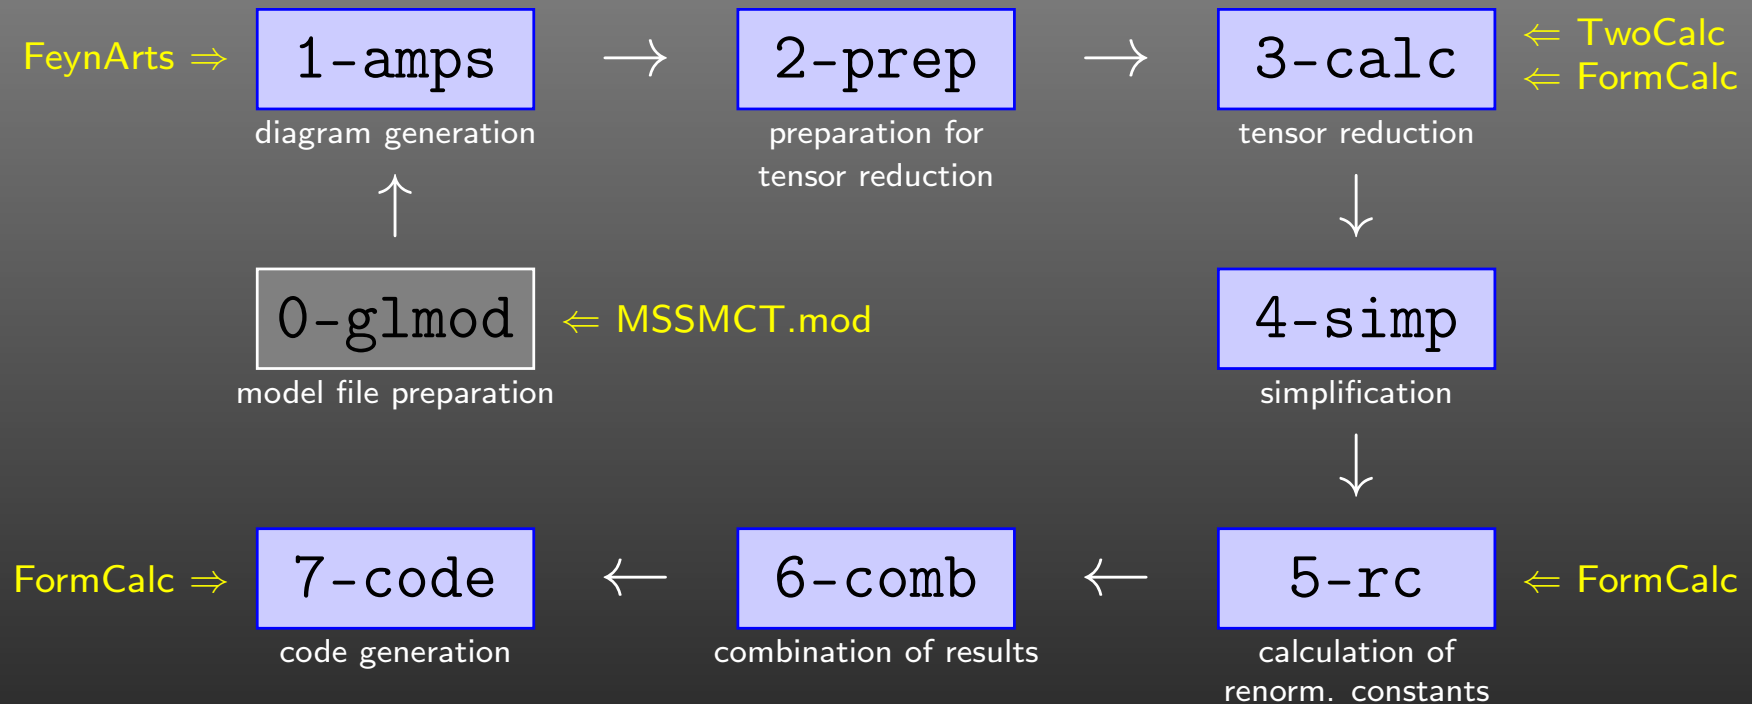 FeynArts ⇒ 1-amps → 2-prep → 3-calc ⇐ TwoCalc
⇐ FormCalc
diagram generation
preparation for
tensor reduction
tensor reduction
0-glmod ⇐ MSSMCT.mod
model file preparation
4-simp
simplification
FormCalc ⇒ 7-code ← 6-comb ← 5-rc ⇐ FormCalc
code generation
combination of results
calculation of
renorm. constants